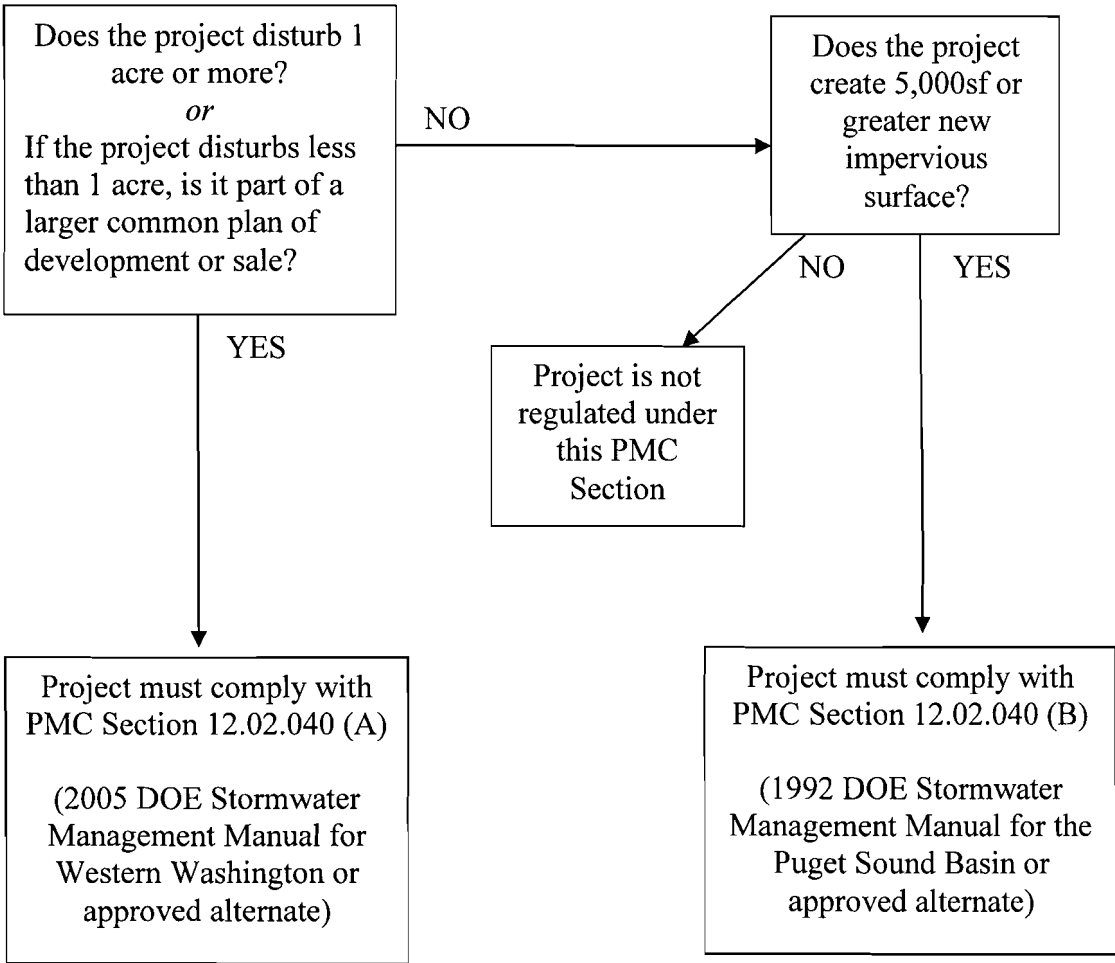 Does the project disturb 1
acre or more?
or
If the project disturbs less
than 1 acre, is it part of a
larger common plan of
development or sale?
NO
Does the project
create 5,000sf or
greater new
impervious
surface?
NO
YES
YES
Project is not
regulated under
this PMC
Section
Project must comply with
PMC Section 12.02.040 (A)
(2005 DOE Stormwater
Management Manual for
Western Washington or
approved alternate)
Project must comply with
PMC Section 12.02.040 (B)
(1992 DOE Stormwater
Management Manual for the
Puget Sound Basin or
approved alternate)